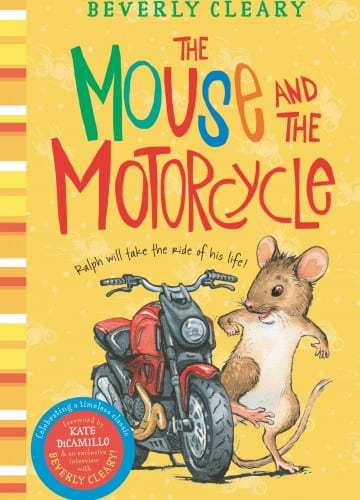 BEVERLY CLEARY
THE
MOUSE AND
THE
MOTORCYCLE
Ralph will take the ride of his life!
Celebrating a timeless classic
foreword by
KATE
DiCAMILLO
& an exclusive
interview
with
BEVERLY CLEARY!